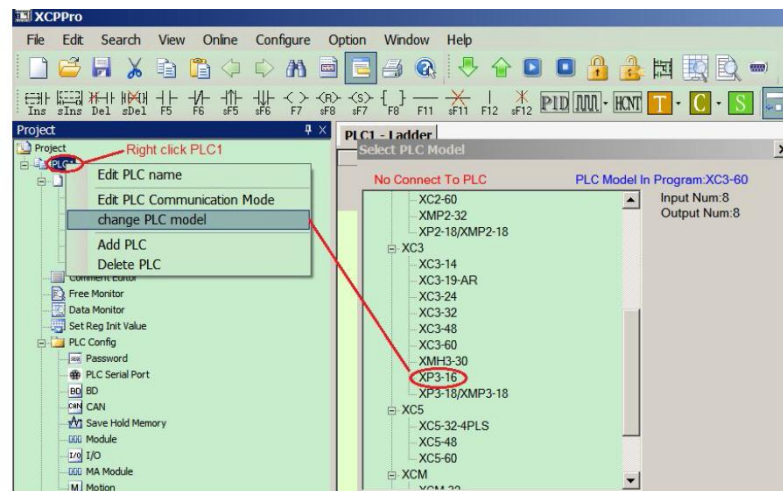 XCPPro
File Edit Search View Online Configure Option Window Help
Ins sIns Del sDel F5 F6 sF5 sF6 F7 sF8 sF7 F8 F11 sF11 F12 sF12 PID HCNT T C S
Project
PLC1 - Ladder
Project
Right click PLC1
PLC1
Select PLC Model
Edit PLC name
Edit PLC Communication Mode
change PLC model
Add PLC
Delete PLC
Comment Editor
Free Monitor
Data Monitor
Set Reg Init Value
PLC Config
Password
PLC Serial Port
BD BD
CAN CAN
Save Hold Memory
Module
I/O I/O
MA Module
M Motion
No Connect To PLC
PLC Model In Program:XC3-60
Input Num:8
Output Num:8
XC2-60
XMP2-32
XP2-18/XMP2-18
XC3
XC3-14
XC3-19-AR
XC3-24
XC3-32
XC3-48
XC3-60
XMH3-30
XP3-16
XP3-18/XMP3-18
XC5
XC5-32-4PLS
XC5-48
XC5-60
XCM
XCM-32